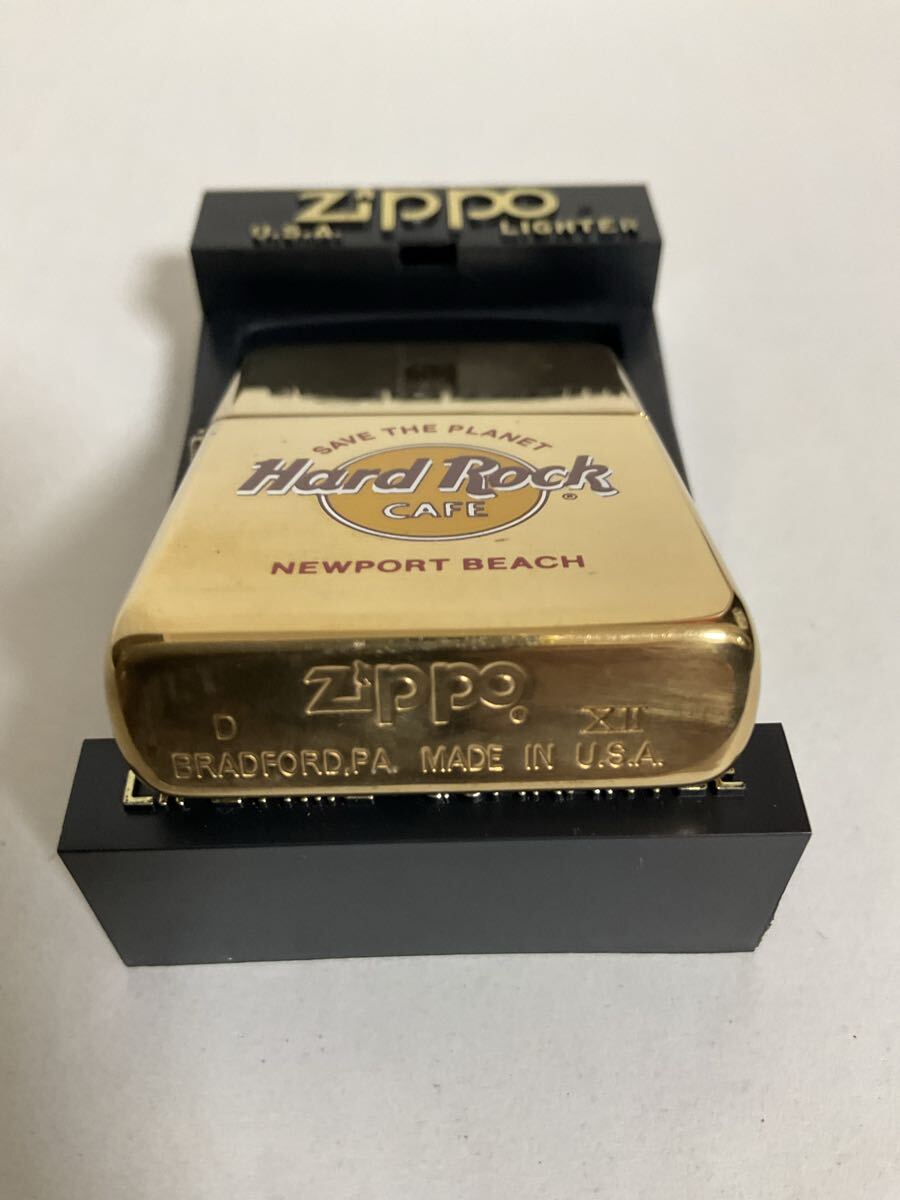 Zippo
U.S.A. LIGHTER
SAVE THE PLANET
Hard Rock ®
CAFE
NEWPORT BEACH
Zippo
D XII
BRADFORD, PA. MADE IN U.S.A.